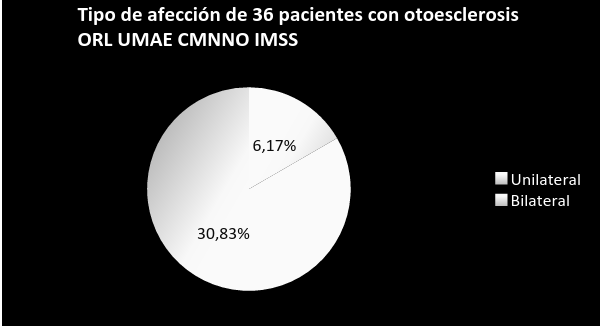 Tipo de afección de 36 pacientes con otoesclerosis
ORL UMAE CMNNO IMSS
6,17%
30,83%
Unilateral
Bilateral